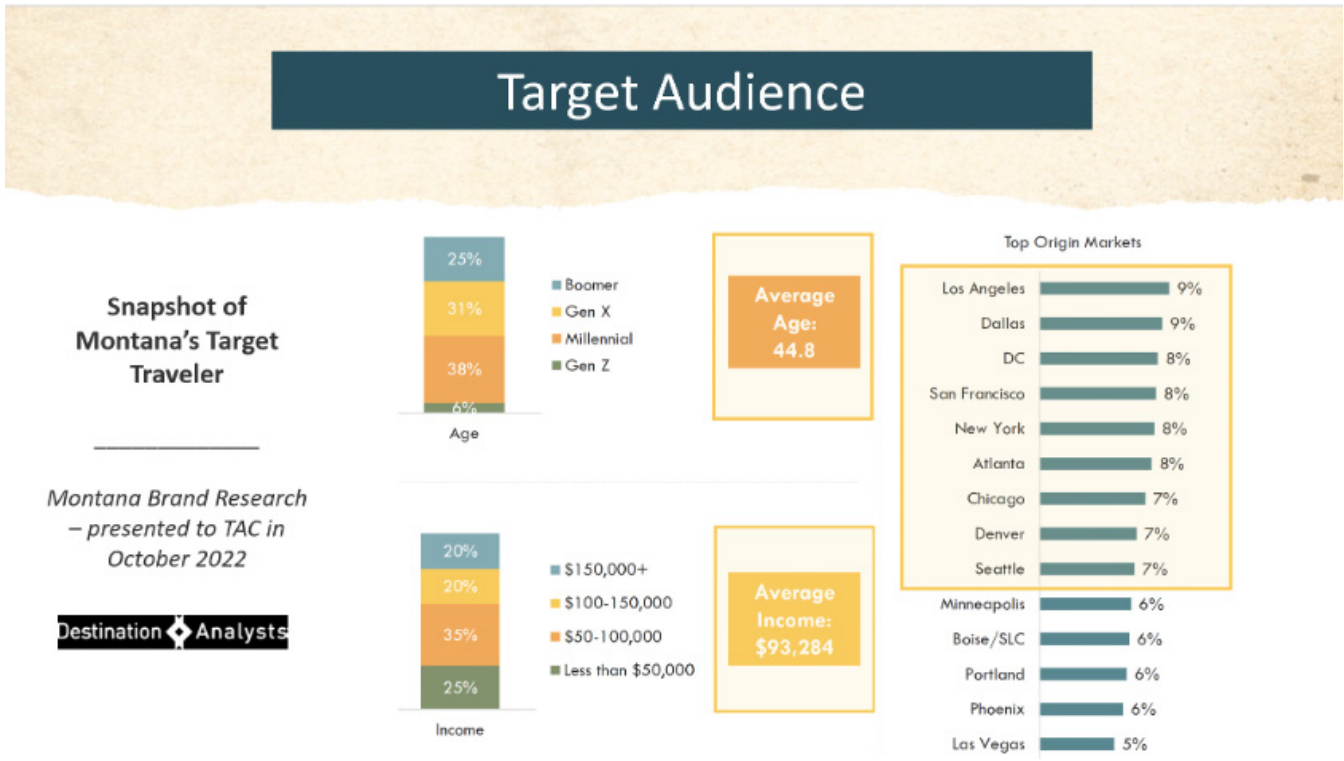 Target Audience
Snapshot of
Montana's Target
Traveler
Montana Brand Research
– presented to TAC in
October 2022
Destination Analysts
25%
31%
38%
6%
Age
Boomer
Gen X
Millennial
Gen Z
Average
Age:
44.8
20%
20%
35%
25%
Income
$150,000+
$100-150,000
$50-100,000
Less than $50,000
Average
Income:
$93,284
Top Origin Markets
Los Angeles 9%
Dallas 9%
DC 8%
San Francisco 8%
New York 8%
Atlanta 8%
Chicago 7%
Denver 7%
Seattle 7%
Minneapolis 6%
Boise/SLC 6%
Portland 6%
Phoenix 6%
Las Vegas 5%